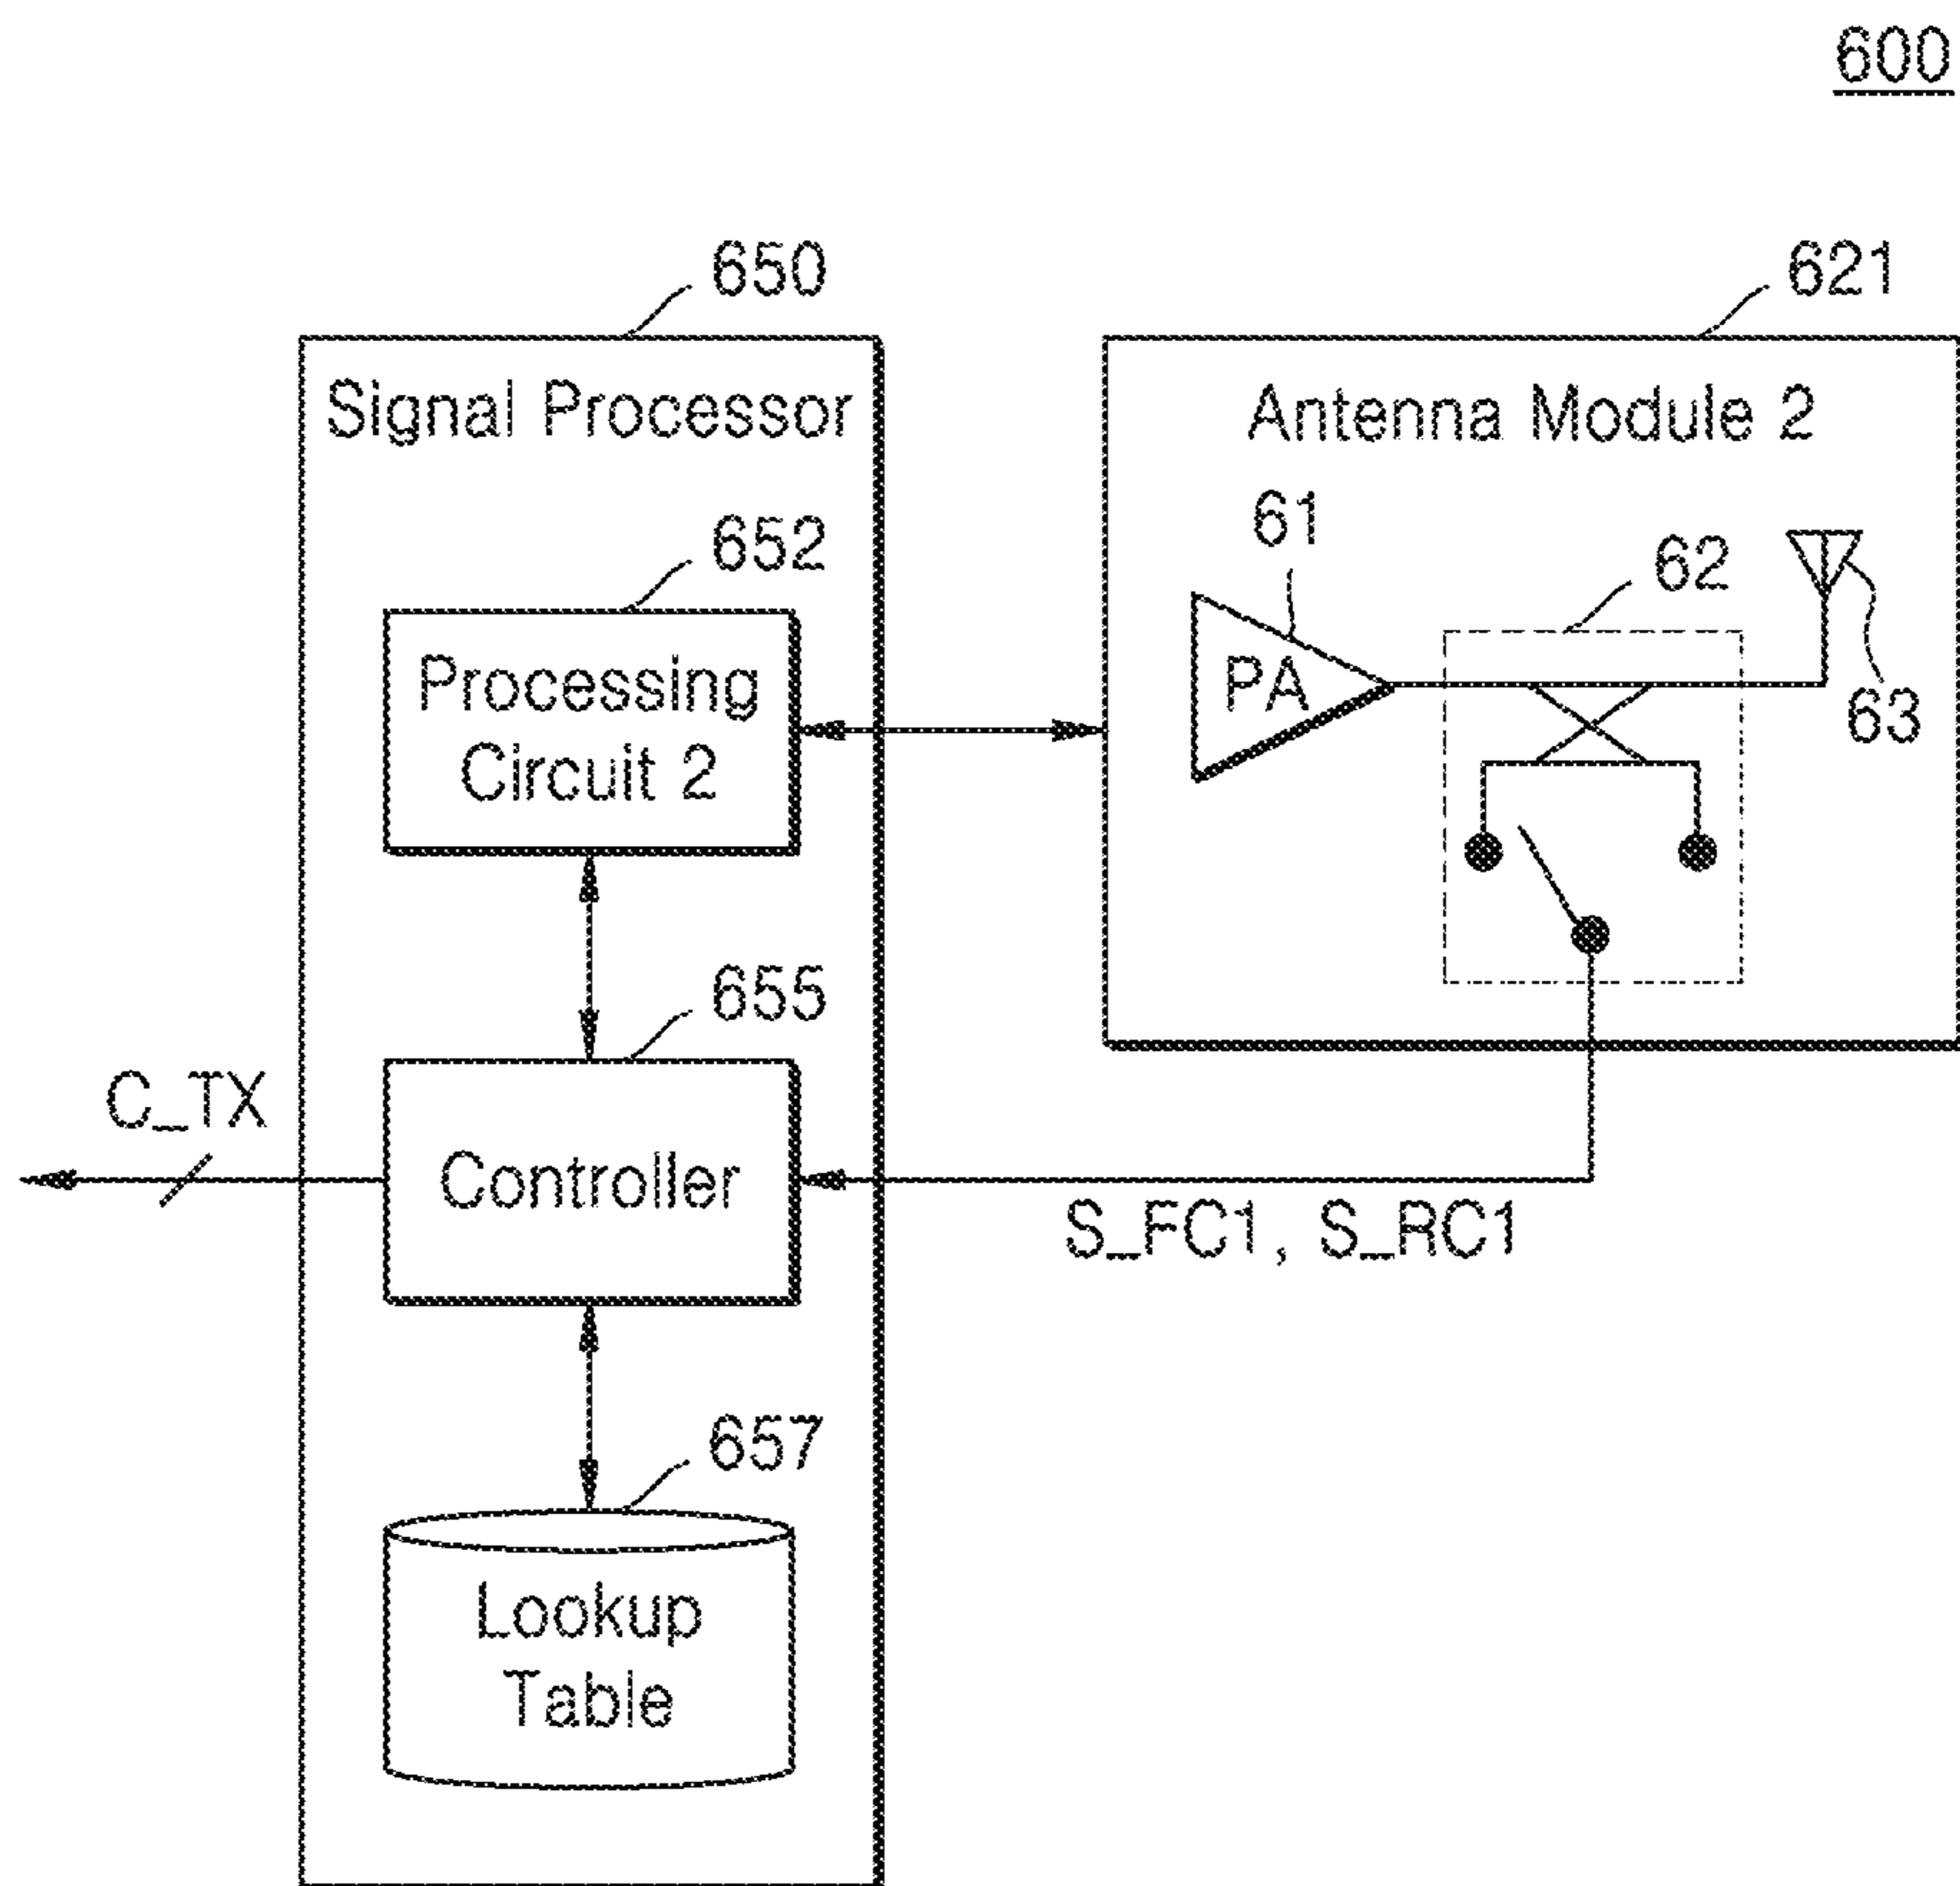 600
650
621
Signal Processor
Antenna Module 2
652
61
62
63
Processing
Circuit 2
PA
655
C_TX
Controller
S_FC1, S_RC1
657
Lookup
Table